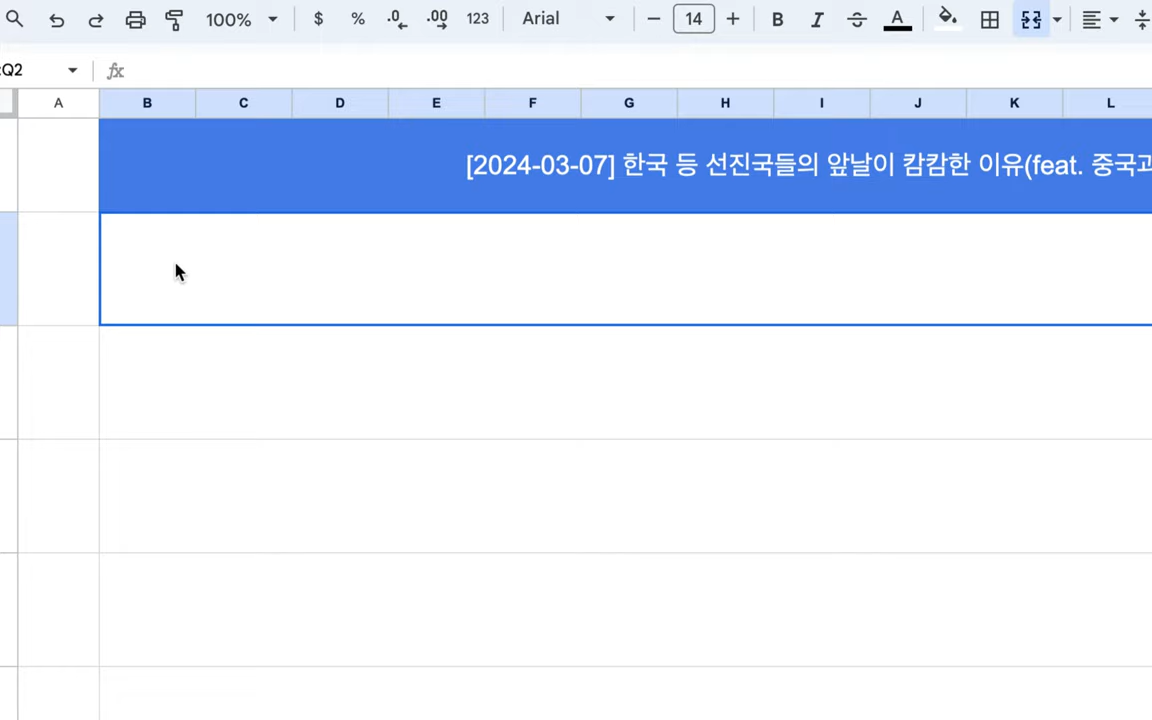 100% $ % .0 .00 123 Arial 14 B I A
:Q2 fx
A B C D E F G H I J K L
[2024-03-07] 한국 등 선진국들의 앞날이 캄캄한 이유(feat. 중국과